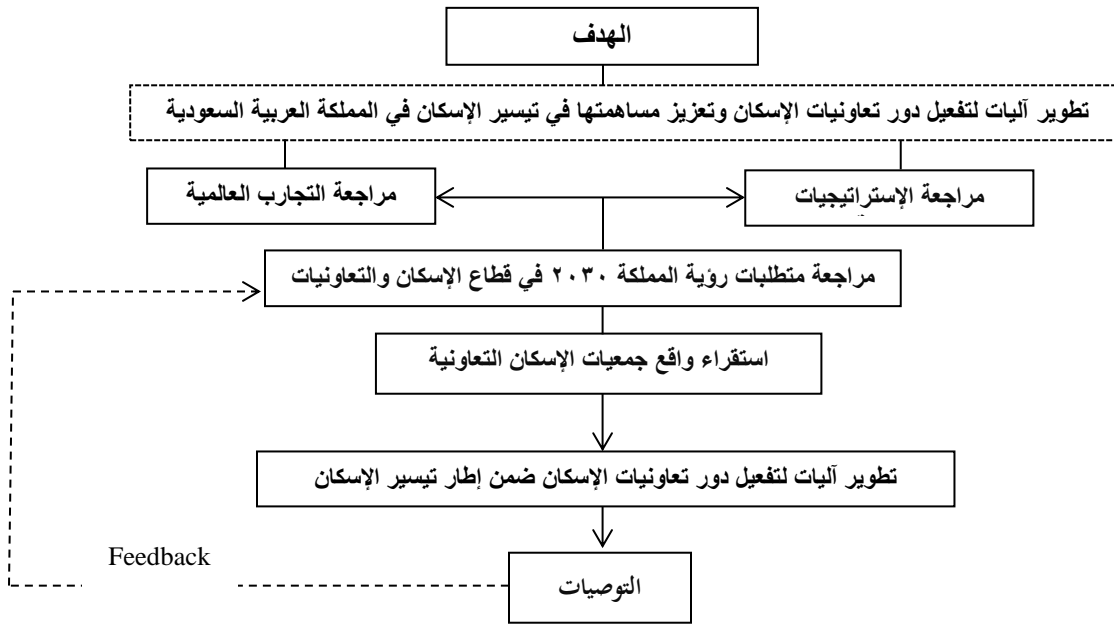 الهدف
تطوير آليات لتفعيل دور تعاونيات الإسكان وتعزيز مساهمتها في تيسير الإسكان في المملكة العربية السعودية
مراجعة الإستراتيجيات
مراجعة التجارب العالمية
مراجعة متطلبات رؤية المملكة ٢٠٣٠ في قطاع الإسكان والتعاونيات
استقراء واقع جمعيات الإسكان التعاونية
تطوير آليات لتفعيل دور تعاونيات الإسكان ضمن إطار تيسير الإسكان
Feedback
التوصيات